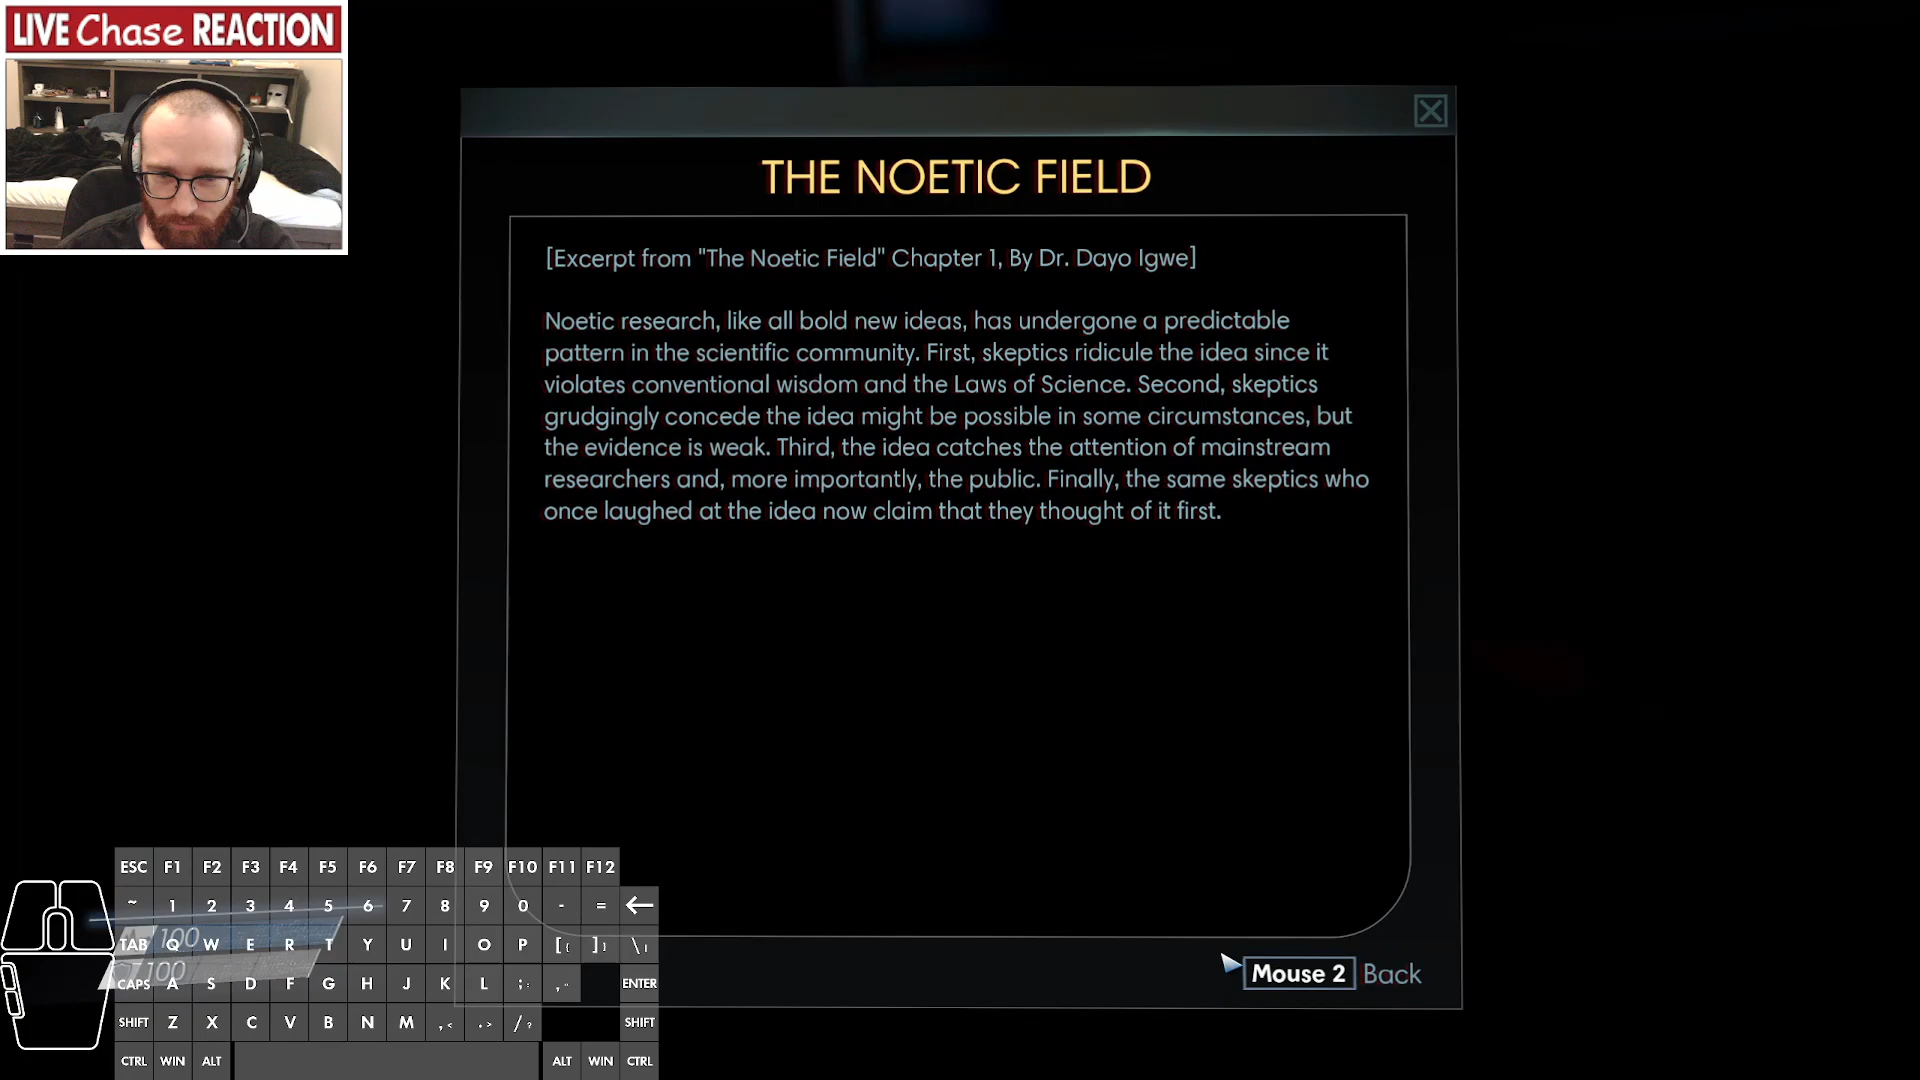 LIVE Chase REACTION
THE NOETIC FIELD
[Excerpt from "The Noetic Field" Chapter 1, By Dr. Dayo Igwe]
Noetic research, like all bold new ideas, has undergone a predictable
pattern in the scientific community. First, skeptics ridicule the idea since it
violates conventional wisdom and the Laws of Science. Second, skeptics
grudgingly concede the idea might be possible in some circumstances, but
the evidence is weak. Third, the idea catches the attention of mainstream
researchers and, more importantly, the public. Finally, the same skeptics who
once laughed at the idea now claim that they thought of it first.
Mouse 2 Back
100
100
ESC F1 F2 F3 F4 F5 F6 F7 F8 F9 F10 F11 F12
~ 1 2 3 4 5 6 7 8 9 0 - = ←
TAB Q W E R T Y U I O P [{ ]} \|
CAPS A S D F G H J K L ;: ," ENTER
SHIFT Z X C V B N M ,< .> /? SHIFT
CTRL WIN ALT ALT WIN CTRL